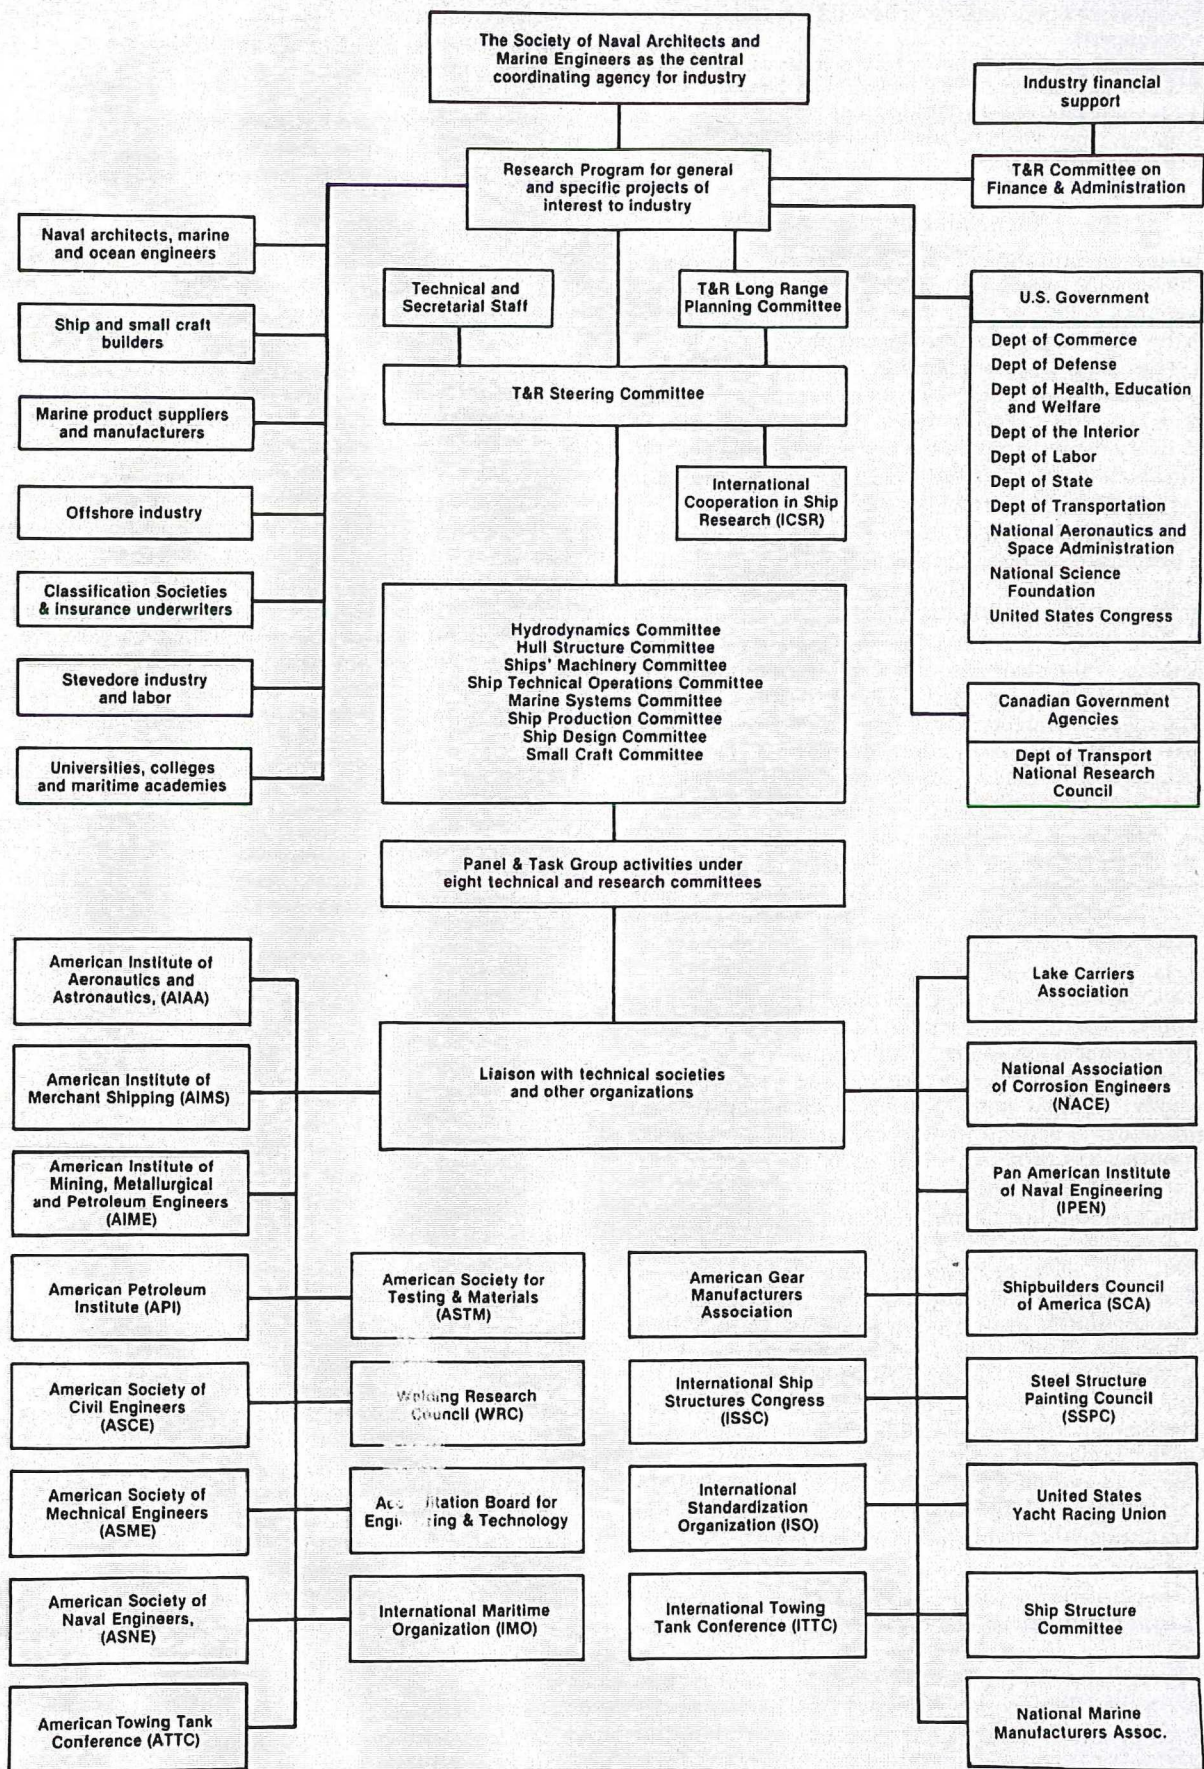 The Society of Naval Architects and
Marine Engineers as the central
coordinating agency for industry
Industry financial
support
Research Program for general
and specific projects of
interest to industry
T&R Committee on
Finance & Administration
Naval architects, marine
and ocean engineers
Ship and small craft
builders
Marine product suppliers
and manufacturers
Offshore industry
Classification Societies
& insurance underwriters
Stevedore industry
and labor
Universities, colleges
and maritime academies
Technical and
Secretarial Staff
T&R Long Range
Planning Committee
T&R Steering Committee
International
Cooperation in Ship
Research (ICSR)
U.S. Government
Dept of Commerce
Dept of Defense
Dept of Health, Education
and Welfare
Dept of the Interior
Dept of Labor
Dept of State
Dept of Transportation
National Aeronautics and
Space Administration
National Science
Foundation
United States Congress
Canadian Government
Agencies
Dept of Transport
National Research
Council
Hydrodynamics Committee
Hull Structure Committee
Ships' Machinery Committee
Ship Technical Operations Committee
Marine Systems Committee
Ship Production Committee
Ship Design Committee
Small Craft Committee
Panel & Task Group activities under
eight technical and research committees
Liaison with technical societies
and other organizations
American Institute of
Aeronautics and
Astronautics, (AIAA)
American Institute of
Merchant Shipping (AIMS)
American Institute of
Mining, Metallurgical
and Petroleum Engineers
(AIME)
American Petroleum
Institute (API)
American Society of
Civil Engineers
(ASCE)
American Society of
Mechnical Engineers
(ASME)
American Society of
Naval Engineers,
(ASNE)
American Towing Tank
Conference (ATTC)
American Society for
Testing & Materials
(ASTM)
Welding Research
Council (WRC)
Board for
& Technology
International Maritime
Organization (IMO)
American Gear
Manufacturers
Association
International Ship
Structures Congress
(ISSC)
International
Standardization
Organization (ISO)
International Towing
Tank Conference (ITTC)
Lake Carriers
Association
National Association
of Corrosion Engineers
(NACE)
Pan American Institute
of Naval Engineering
(IPEN)
Shipbuilders Council
of America (SCA)
Steel Structure
Painting Council
(SSPC)
United States
Yacht Racing Union
Ship Structure
Committee
National Marine
Manufacturers Assoc.